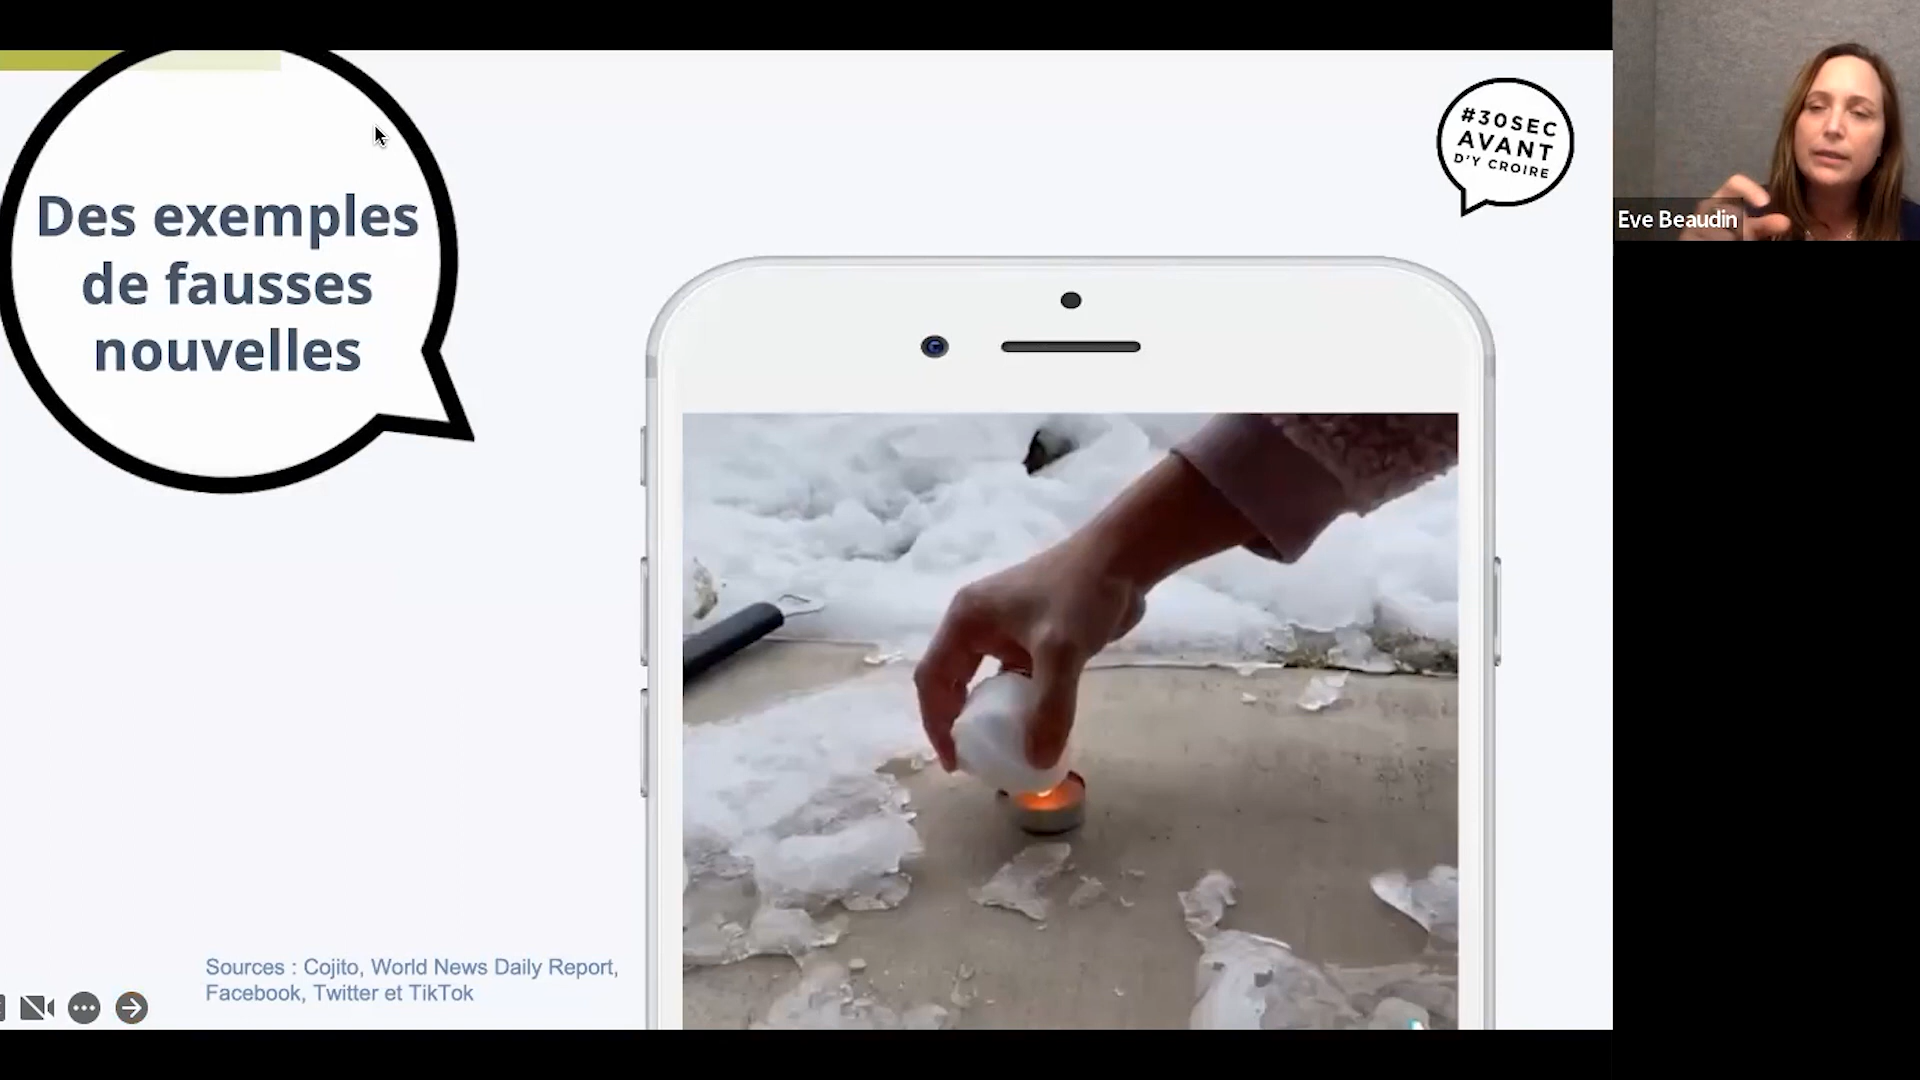 Des exemples
de fausses
nouvelles
#30SEC
AVANT
D'Y CROIRE
Eve Beaudin
Sources : Cojito, World News Daily Report,
Facebook, Twitter et TikTok